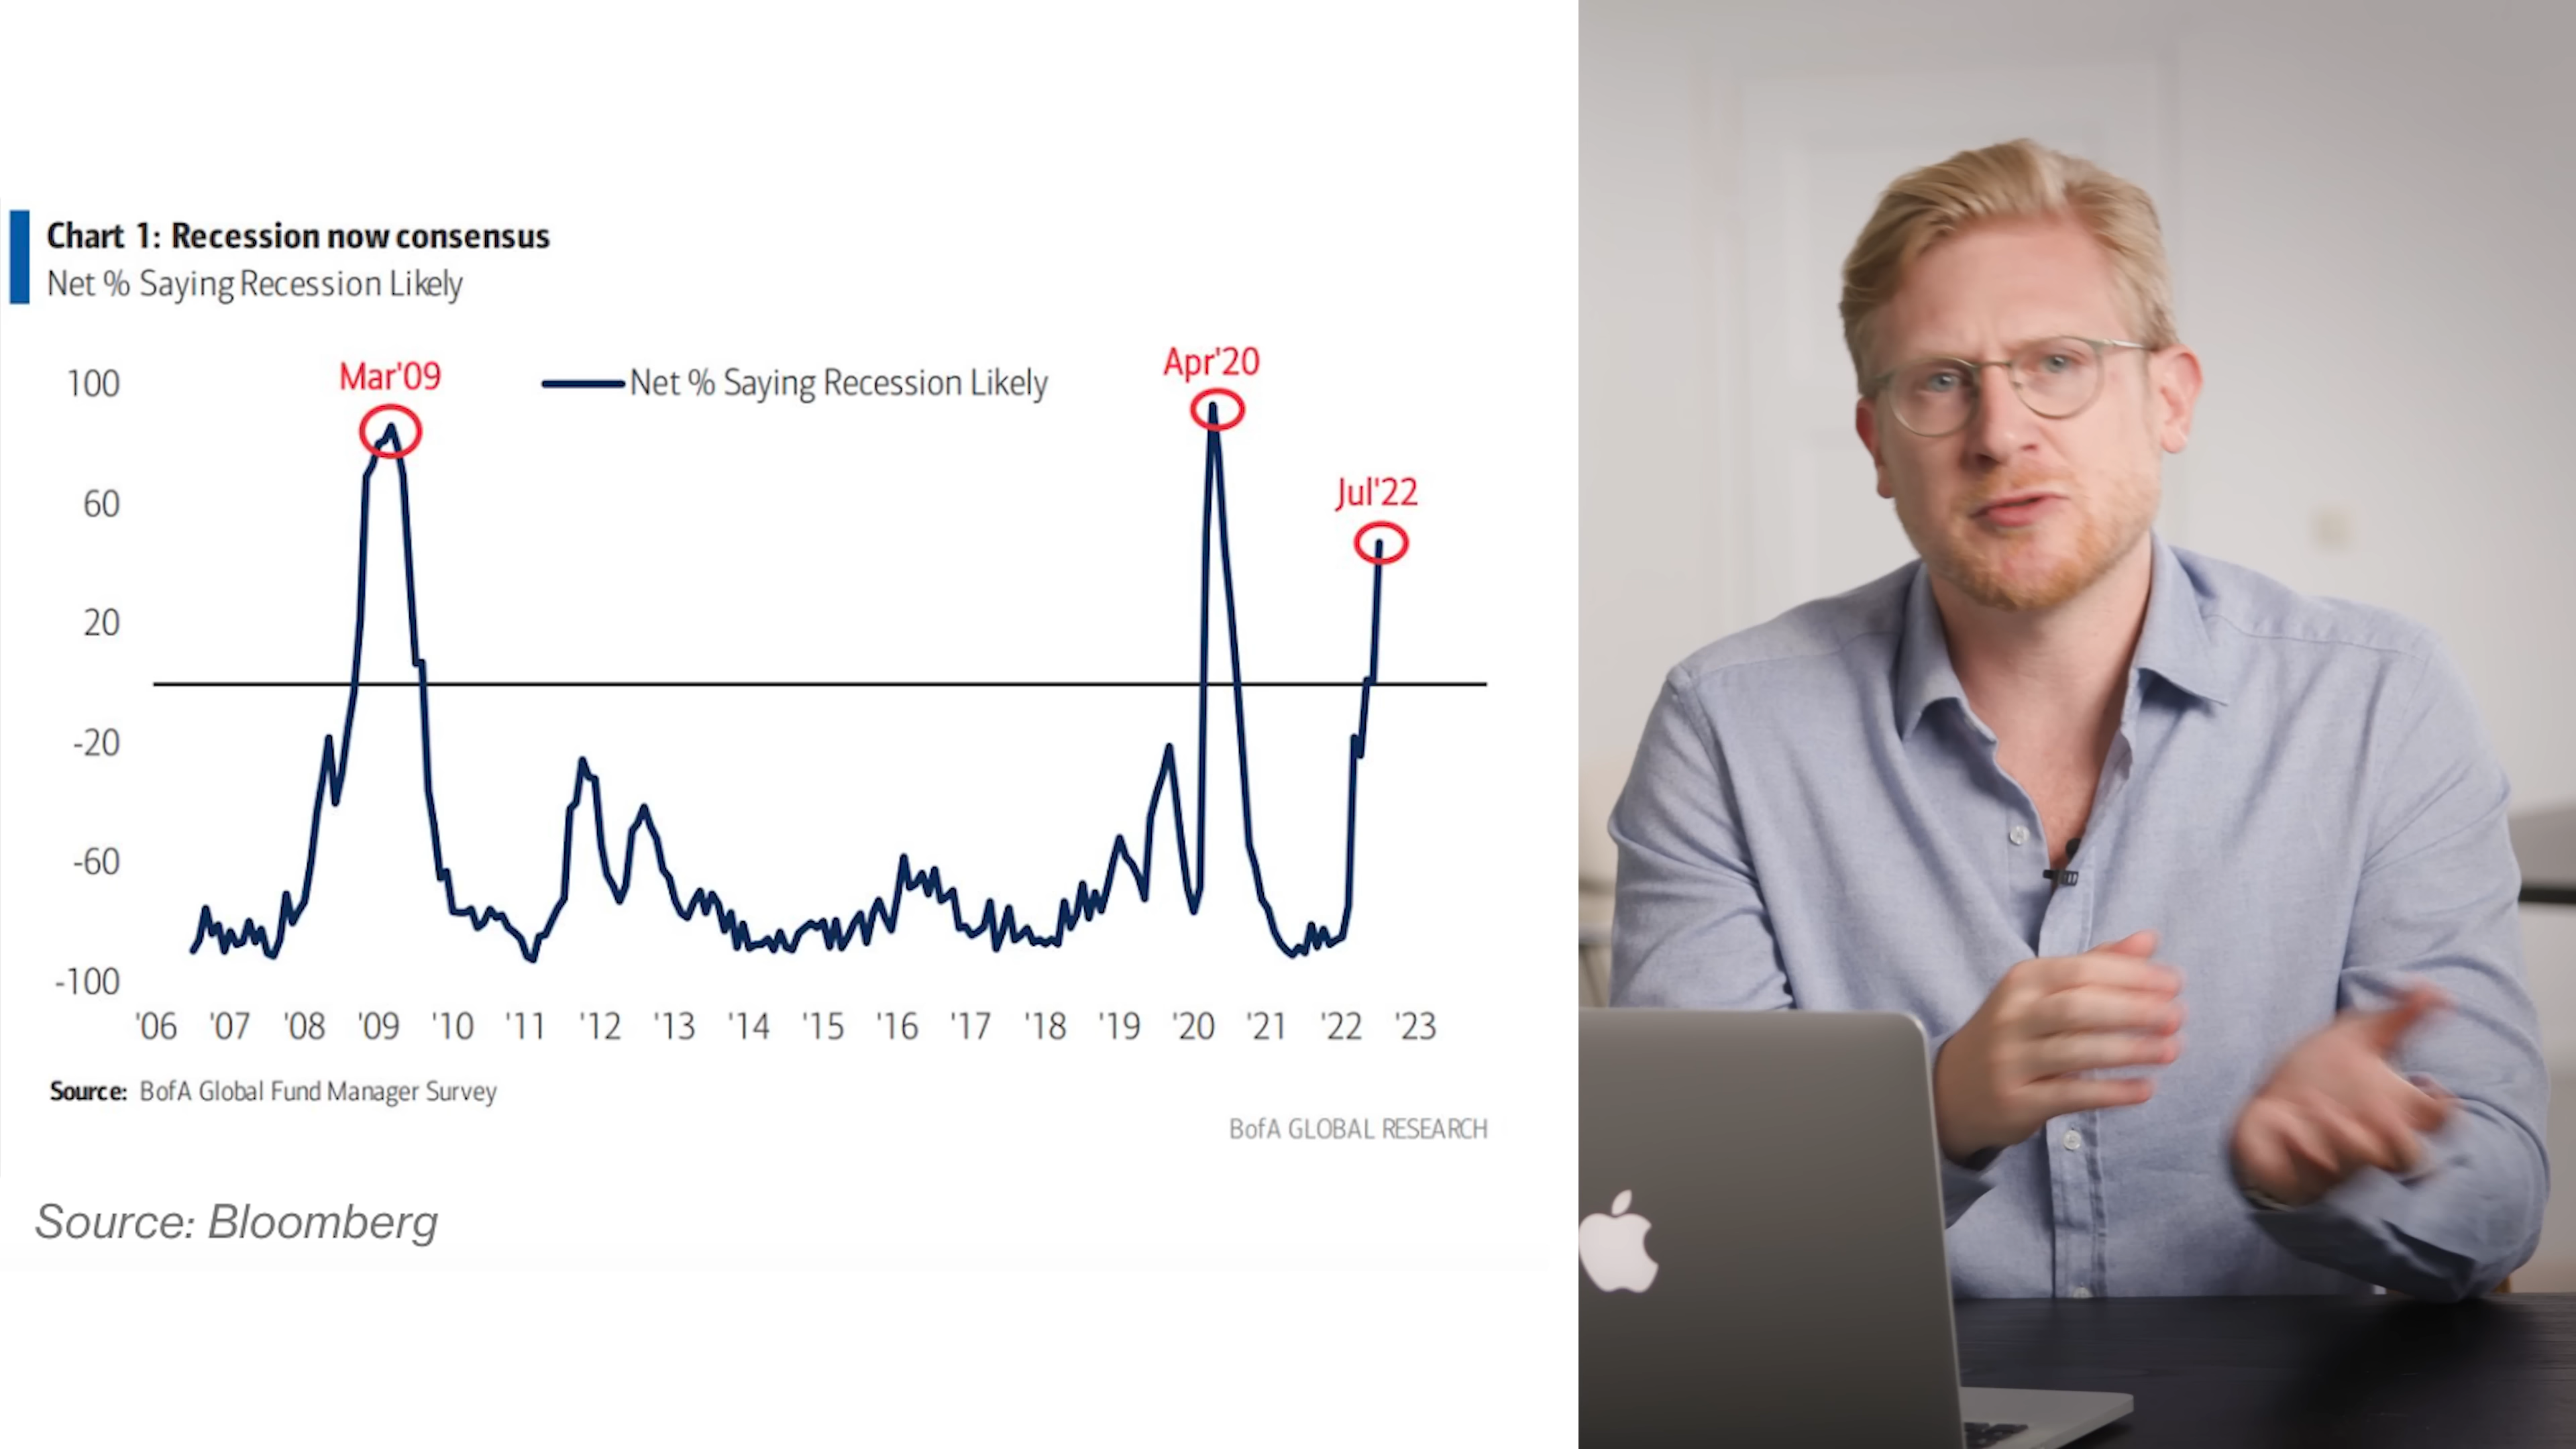 Chart 1: Recession now consensus
Net % Saying Recession Likely
Mar'09
Net % Saying Recession Likely
Apr'20
Jul'22
100
60
20
-20
-60
-100
'06 '07 '08 '09 '10 '11 '12 '13 '14 '15 '16 '17 '18 '19 '20 '21 '22 '23
Source: BofA Global Fund Manager Survey
BofA GLOBAL RESEARCH
Source: Bloomberg